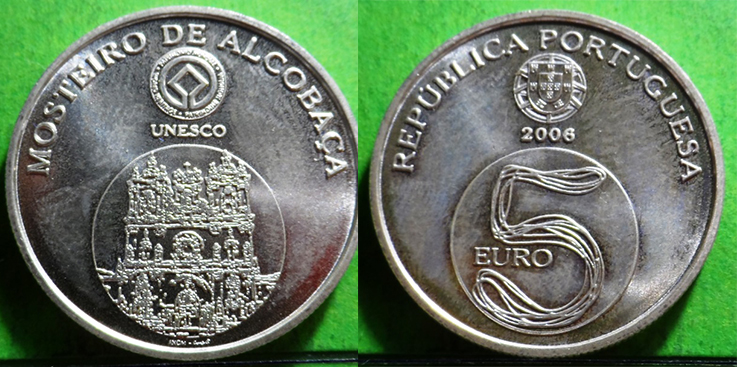 MOSTEIRO DE ALCOBAÇA
UNESCO
REPÚBLICA PORTUGUESA
2006
5
EURO